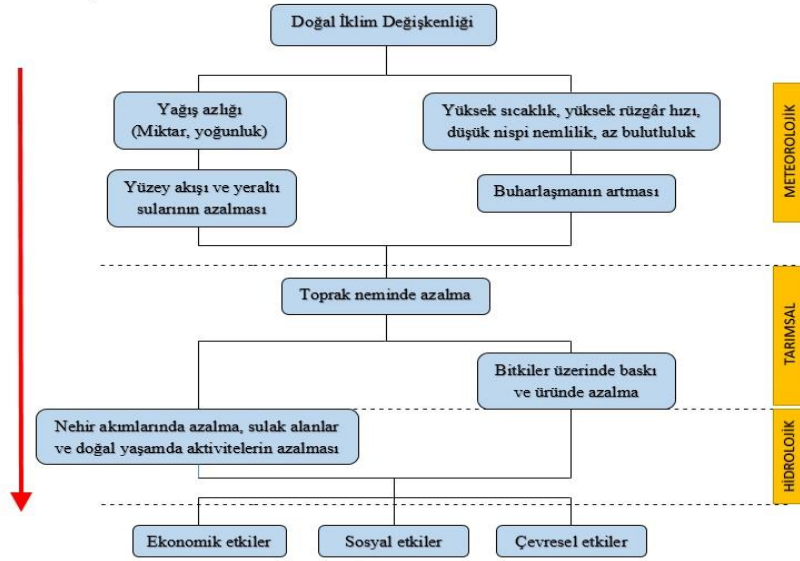 Doğal İklim Değişkenliği
Yağış azlığı
(Miktar, yoğunluk)
Yüksek sıcaklık, yüksek rüzgâr hızı,
düşük nispi nemlilik, az bulutluluk
METEOROLOJİK
Yüzey akışı ve yeraltı
sularının azalması
Buharlaşmanın artması
Toprak neminde azalma
TARIMSAL
Bitkiler üzerinde baskı
ve üründe azalma
Nehir akımlarında azalma, sulak alanlar
ve doğal yaşamda aktivitelerin azalması
HİDROLOJİK
Ekonomik etkiler
Sosyal etkiler
Çevresel etkiler